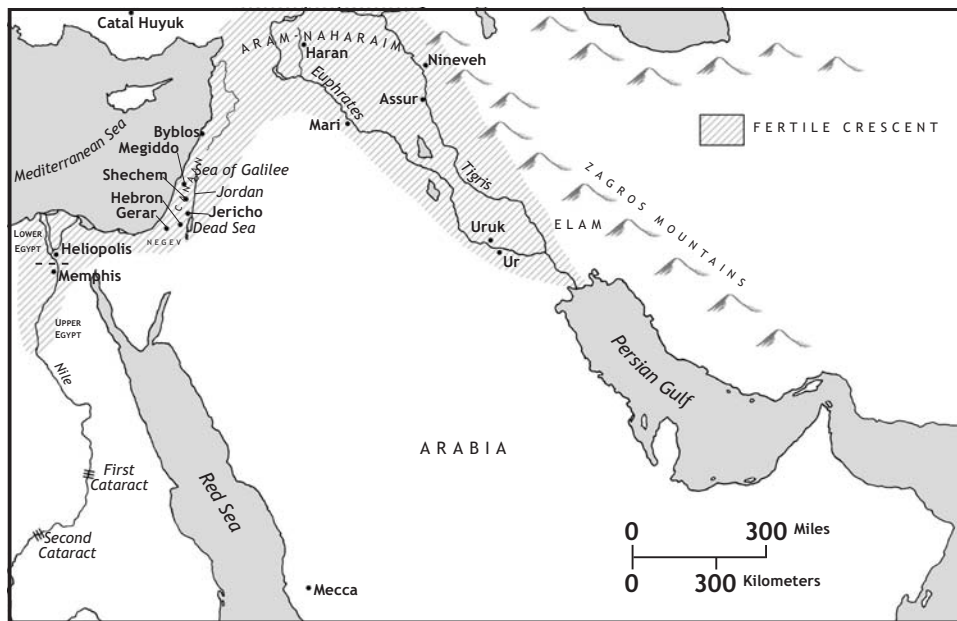 Catal Huyuk
ARAM-NAHARAIM
Haran
Nineveh
Euphrates
Assur
Mari
Mediterranean Sea
Byblos
Megiddo
FERTILE CRESCENT
Sea of Galilee
Shechem
CANAAN
Jordan
Tigris
ZAGROS MOUNTAINS
Hebron
Gerar
Jericho
Dead Sea
NEGEV
LOWER
EGYPT
Heliopolis
Memphis
ELAM
Uruk
Ur
UPPER
EGYPT
Nile
Persian Gulf
ARABIA
First
Cataract
Red Sea
Second
Cataract
0 300 Miles
0 300 Kilometers
Mecca